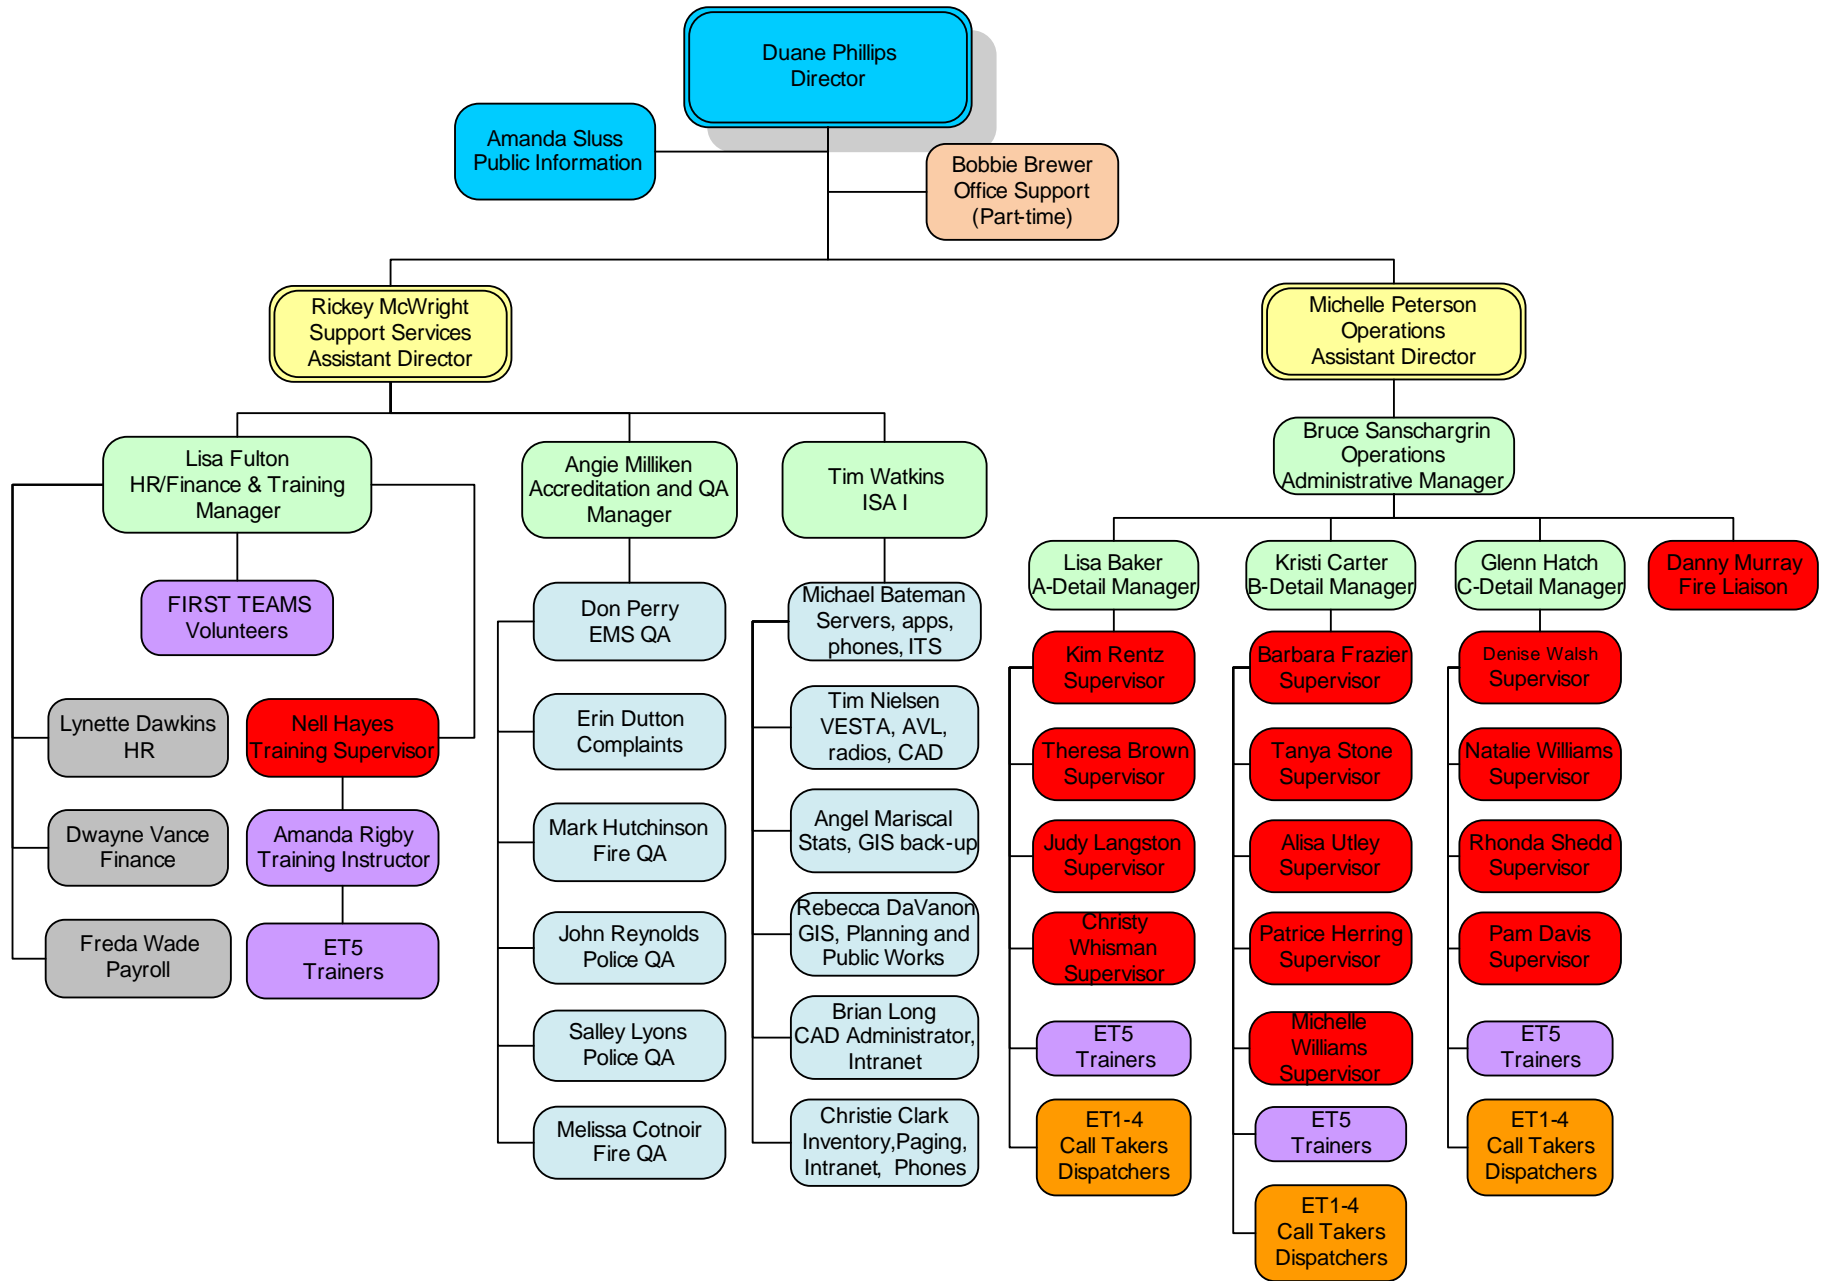 Duane Phillips
Director
Amanda Sluss
Public Information
Bobbie Brewer
Office Support
(Part-time)
Rickey McWright
Support Services
Assistant Director
Michelle Peterson
Operations
Assistant Director
Lisa Fulton
HR/Finance & Training
Manager
Angie Milliken
Accreditation and QA
Manager
Tim Watkins
ISA I
Bruce Sanschargrin
Operations
Administrative Manager
FIRST TEAMS
Volunteers
Lynette Dawkins
HR
Dwayne Vance
Finance
Freda Wade
Payroll
Nell Hayes
Training Supervisor
Amanda Rigby
Training Instructor
ET5
Trainers
Don Perry
EMS QA
Erin Dutton
Complaints
Mark Hutchinson
Fire QA
John Reynolds
Police QA
Salley Lyons
Police QA
Melissa Cotnoir
Fire QA
Michael Bateman
Servers, apps,
phones, ITS
Tim Nielsen
VESTA, AVL,
radios, CAD
Angel Mariscal
Stats, GIS back-up
Rebecca DaVanon
GIS, Planning and
Public Works
Brian Long
CAD Administrator,
Intranet
Christie Clark
Inventory,Paging,
Intranet, Phones
Lisa Baker
A-Detail Manager
Kim Rentz
Supervisor
Theresa Brown
Supervisor
Judy Langston
Supervisor
Christy
Whisman
Supervisor
ET5
Trainers
ET1-4
Call Takers
Dispatchers
Kristi Carter
B-Detail Manager
Barbara Frazier
Supervisor
Tanya Stone
Supervisor
Alisa Utley
Supervisor
Patrice Herring
Supervisor
Michelle
Williams
Supervisor
ET5
Trainers
ET1-4
Call Takers
Dispatchers
Glenn Hatch
C-Detail Manager
Denise Walsh
Supervisor
Natalie Williams
Supervisor
Rhonda Shedd
Supervisor
Pam Davis
Supervisor
ET5
Trainers
ET1-4
Call Takers
Dispatchers
Danny Murray
Fire Liaison